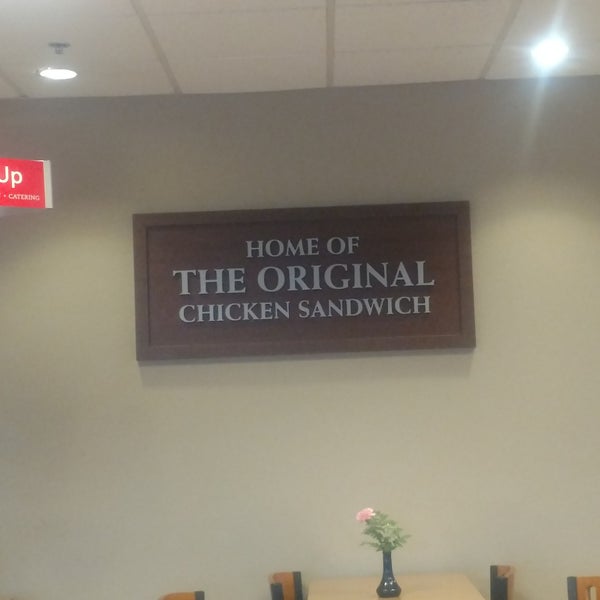 Up
• CATERING
HOME OF
THE ORIGINAL
CHICKEN SANDWICH